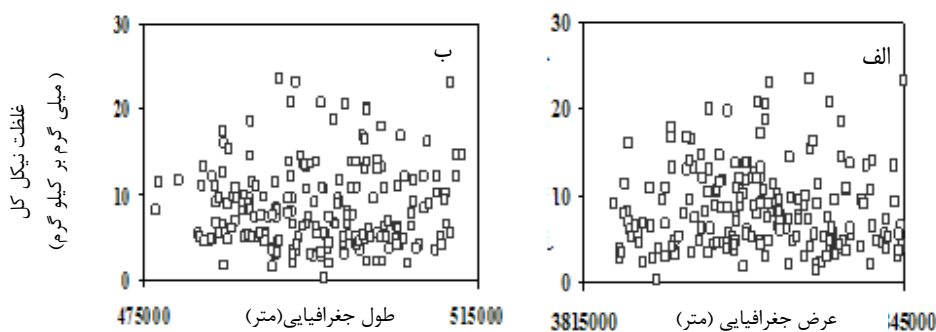 غلظت نیکل کل
(میلی گرم بر کیلو گرم)
30
20
10
0
ب
475000
515000
طول جغرافیایی(متر)
30
20
10
0
الف
3815000
345000
عرض جغرافیایی (متر)